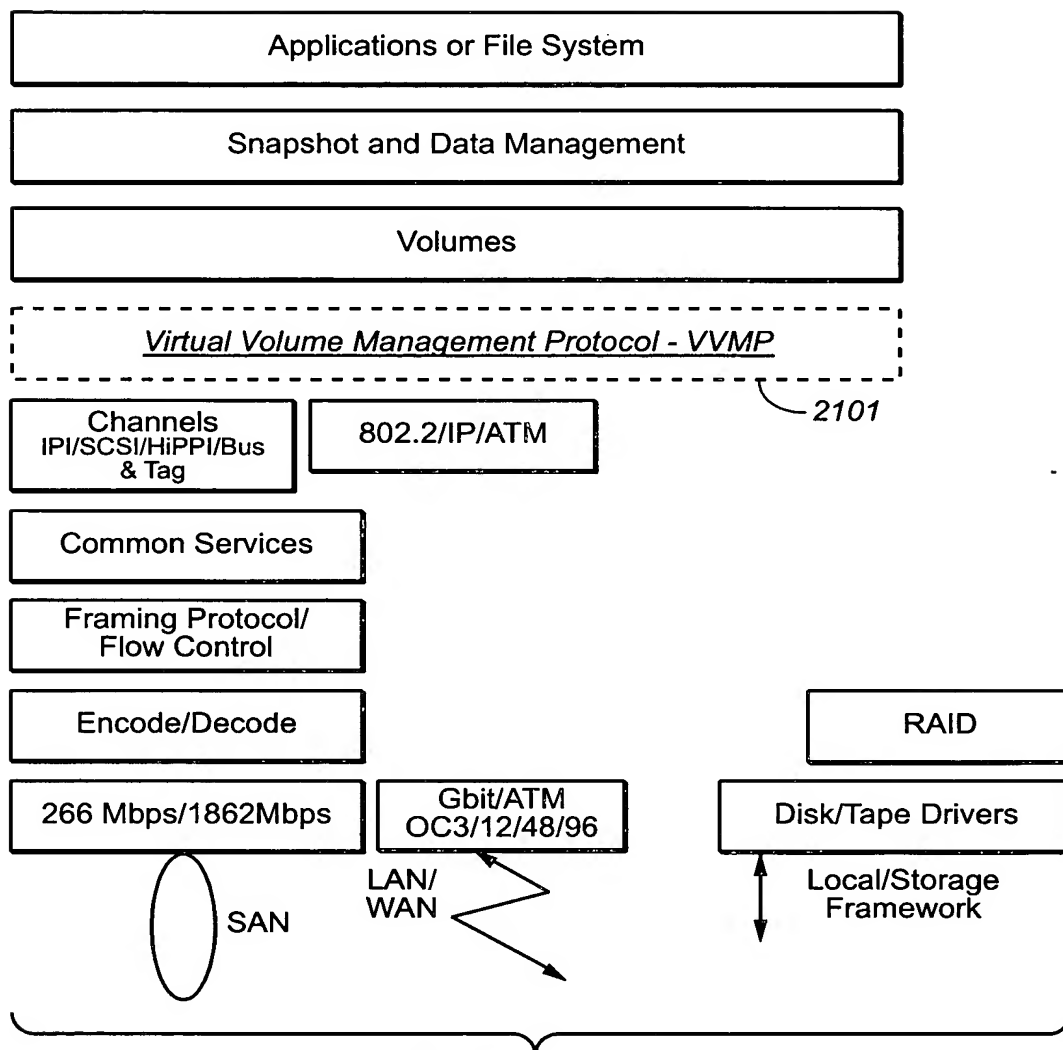 Applications or File System
Snapshot and Data Management
Volumes
Virtual Volume Management Protocol - VVMP
2101
Channels
IPI/SCSI/HiPPI/Bus
& Tag
802.2/IP/ATM
Common Services
Framing Protocol/
Flow Control
Encode/Decode
RAID
266 Mbps/1862Mbps
Gbit/ATM
OC3/12/48/96
Disk/Tape Drivers
SAN
LAN/
WAN
Local/Storage
Framework